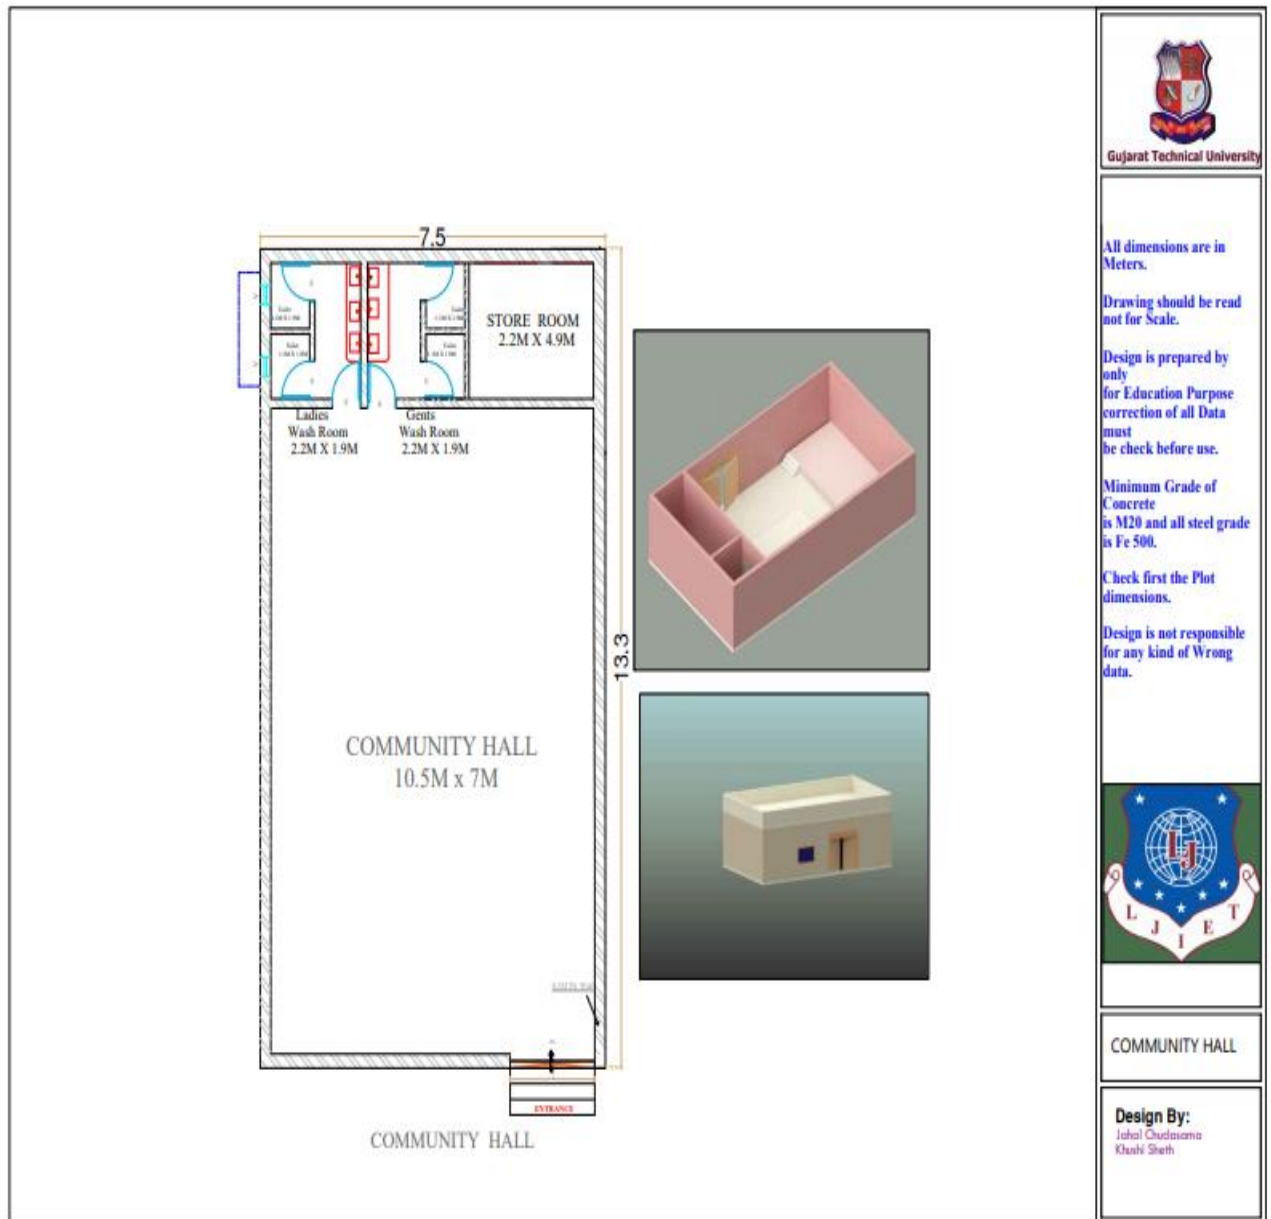 7.5
STORE ROOM
2.2M X 4.9M
Ladies
Wash Room
2.2M X 1.9M
Gents
Wash Room
2.2M X 1.9M
13.3
COMMUNITY HALL
10.5M x 7M
ENTRANCE
COMMUNITY HALL
Gujarat Technical University
All dimensions are in
Meters.
Drawing should be read
not for Scale.
Design is prepared by
only
for Education Purpose
correction of all Data
must
be check before use.
Minimum Grade of
Concrete
is M20 and all steel grade
is Fe 500.
Check first the Plot
dimensions.
Design is not responsible
for any kind of Wrong
data.
LJ
L J I E T
COMMUNITY HALL
Design By:
Jahal Chudasama
Khushi Sheth